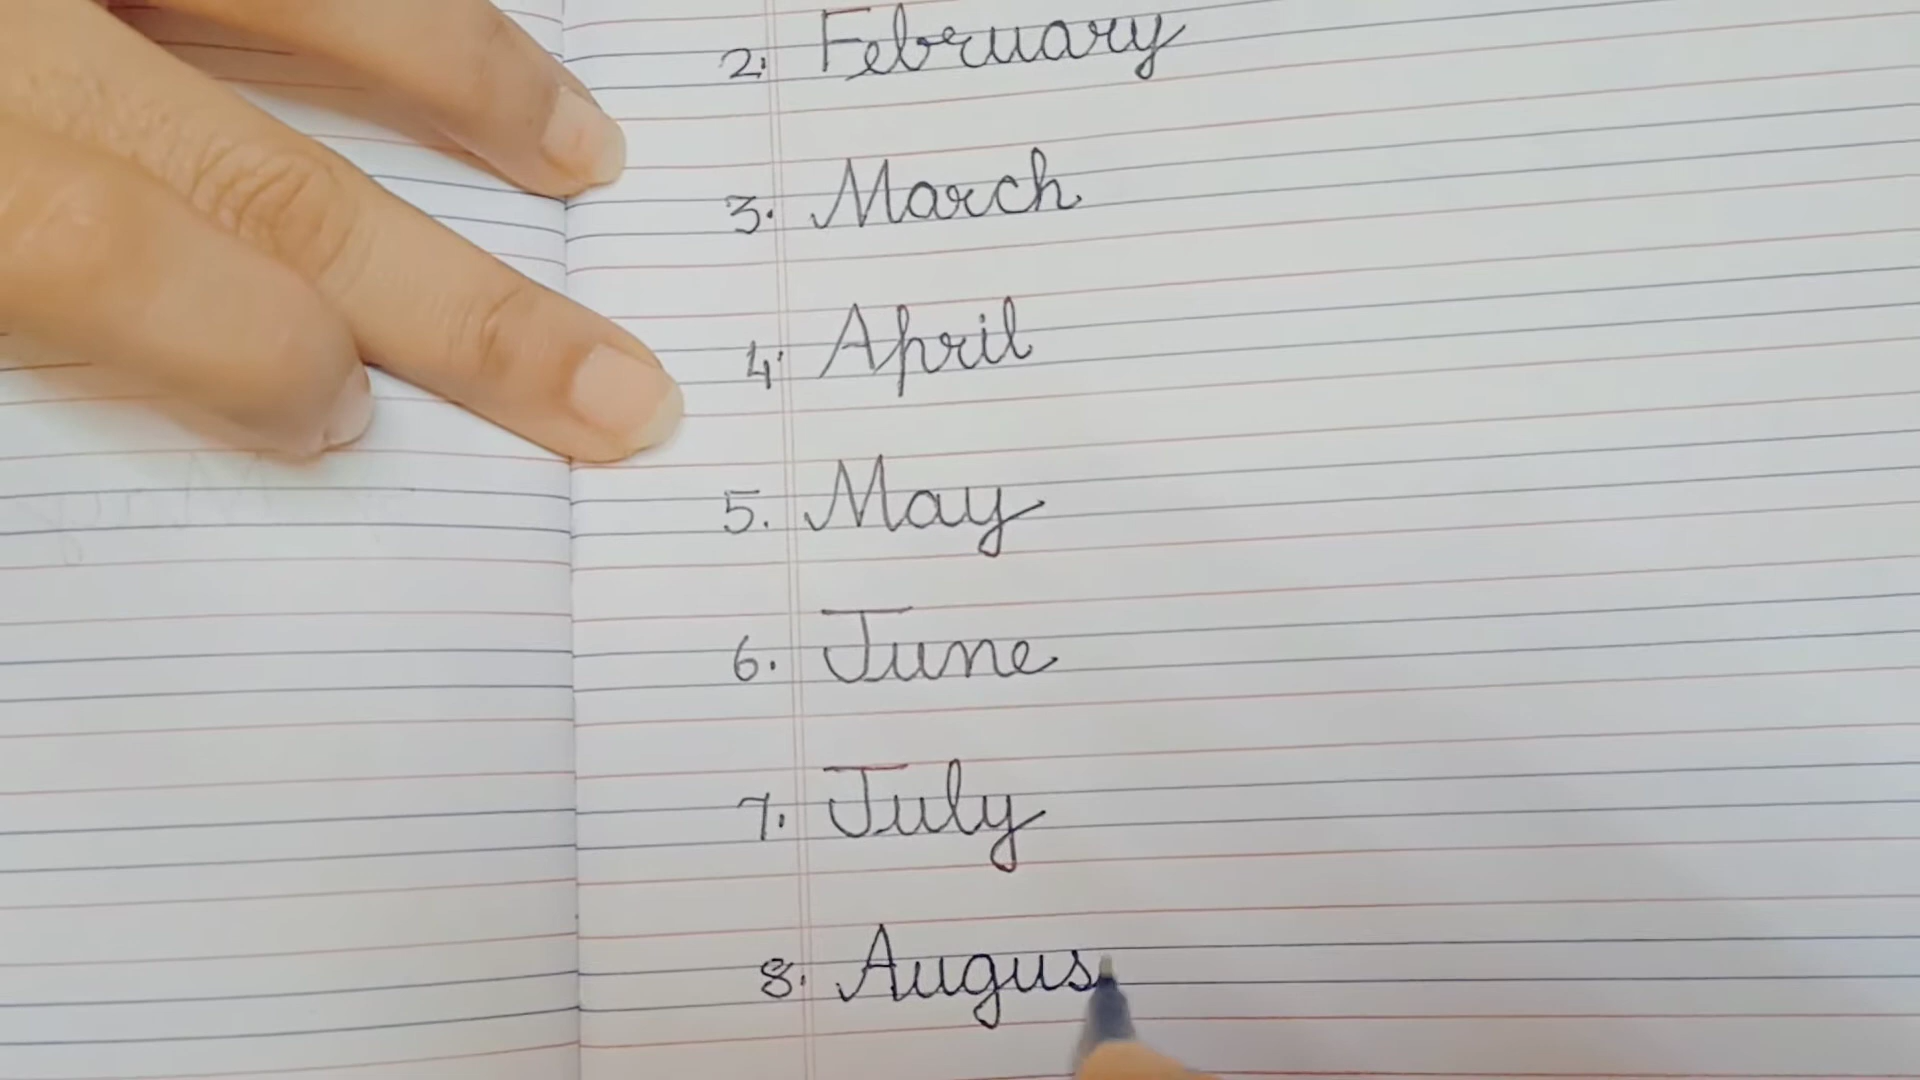 2. February
3. March
4. April
5. May
6. June
7. July
8. Augus